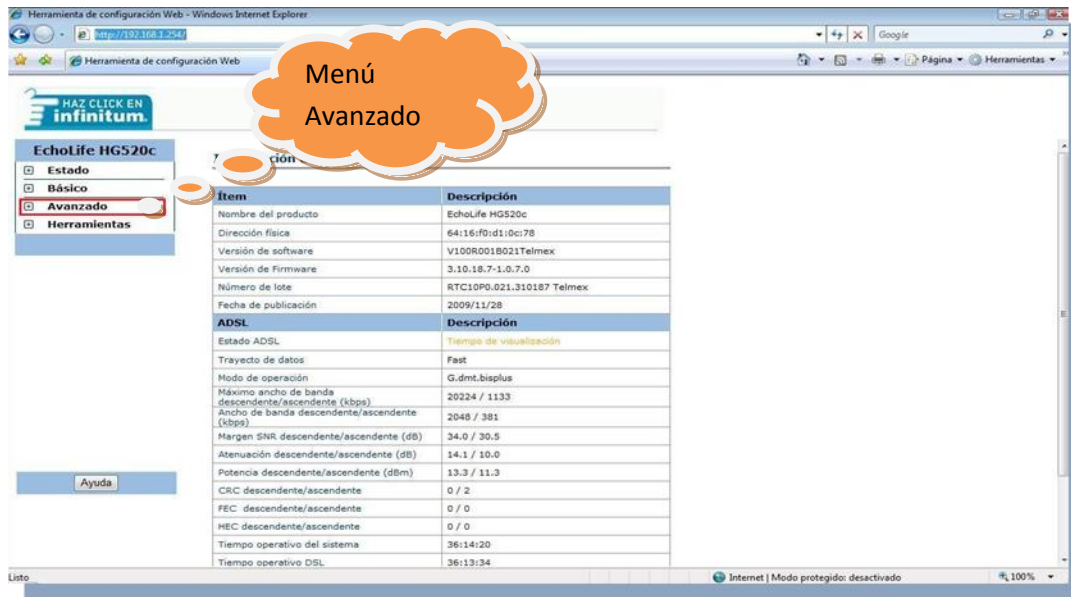 Herramienta de configuración Web - Windows Internet Explorer
http://192.168.1.254/
Google
Herramienta de configuración Web
Página
Herramientas
Menú
Avanzado
HAZ CLICK EN
infinitum.
EchoLife HG520c
Estado
Básico
Avanzado
Herramientas
Ayuda
Ítem Descripción
Nombre del producto EchoLife HG520c
Dirección física 64:16:f0:d1:0c:78
Versión de software V100R001B021Telmex
Versión de Firmware 3.10.18.7-1.0.7.0
Número de lote RTC10P0.021.310187 Telmex
Fecha de publicación 2009/11/28
ADSL Descripción
Estado ADSL Tiempo de visualización
Trayecto de datos Fast
Modo de operación G.dmt.bisplus
Máximo ancho de banda
descendente/ascendente (kbps) 20224 / 1133
Ancho de banda descendente/ascendente
(kbps) 2048 / 381
Margen SNR descendente/ascendente (dB) 34.0 / 30.5
Atenuación descendente/ascendente (dB) 14.1 / 10.0
Potencia descendente/ascendente (dBm) 13.3 / 11.3
CRC descendente/ascendente 0 / 2
FEC descendente/ascendente 0 / 0
HEC descendente/ascendente 0 / 0
Tiempo operativo del sistema 36:14:20
Tiempo operativo DSL 36:13:34
Listo
Internet | Modo protegido: desactivado
100%